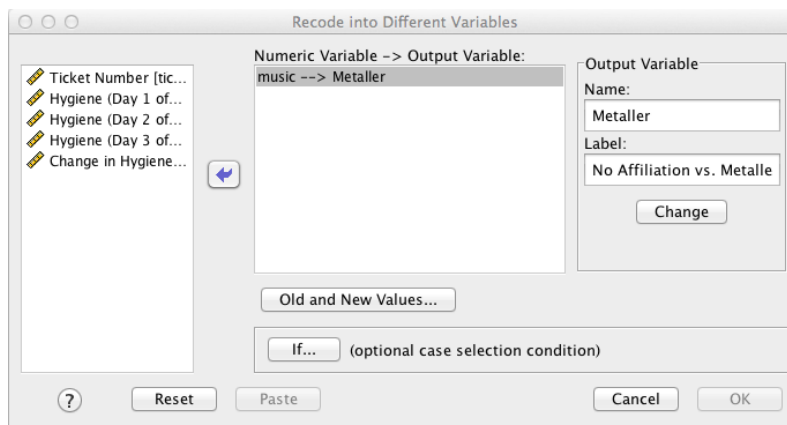 Recode into Different Variables
Numeric Variable -> Output Variable:
Ticket Number [tic...
Hygiene (Day 1 of...
Hygiene (Day 2 of...
Hygiene (Day 3 of...
Change in Hygiene...
music --> Metaller
Output Variable
Name:
Metaller
Label:
No Affiliation vs. Metalle
Change
Old and New Values...
If... (optional case selection condition)
? Reset Paste Cancel OK